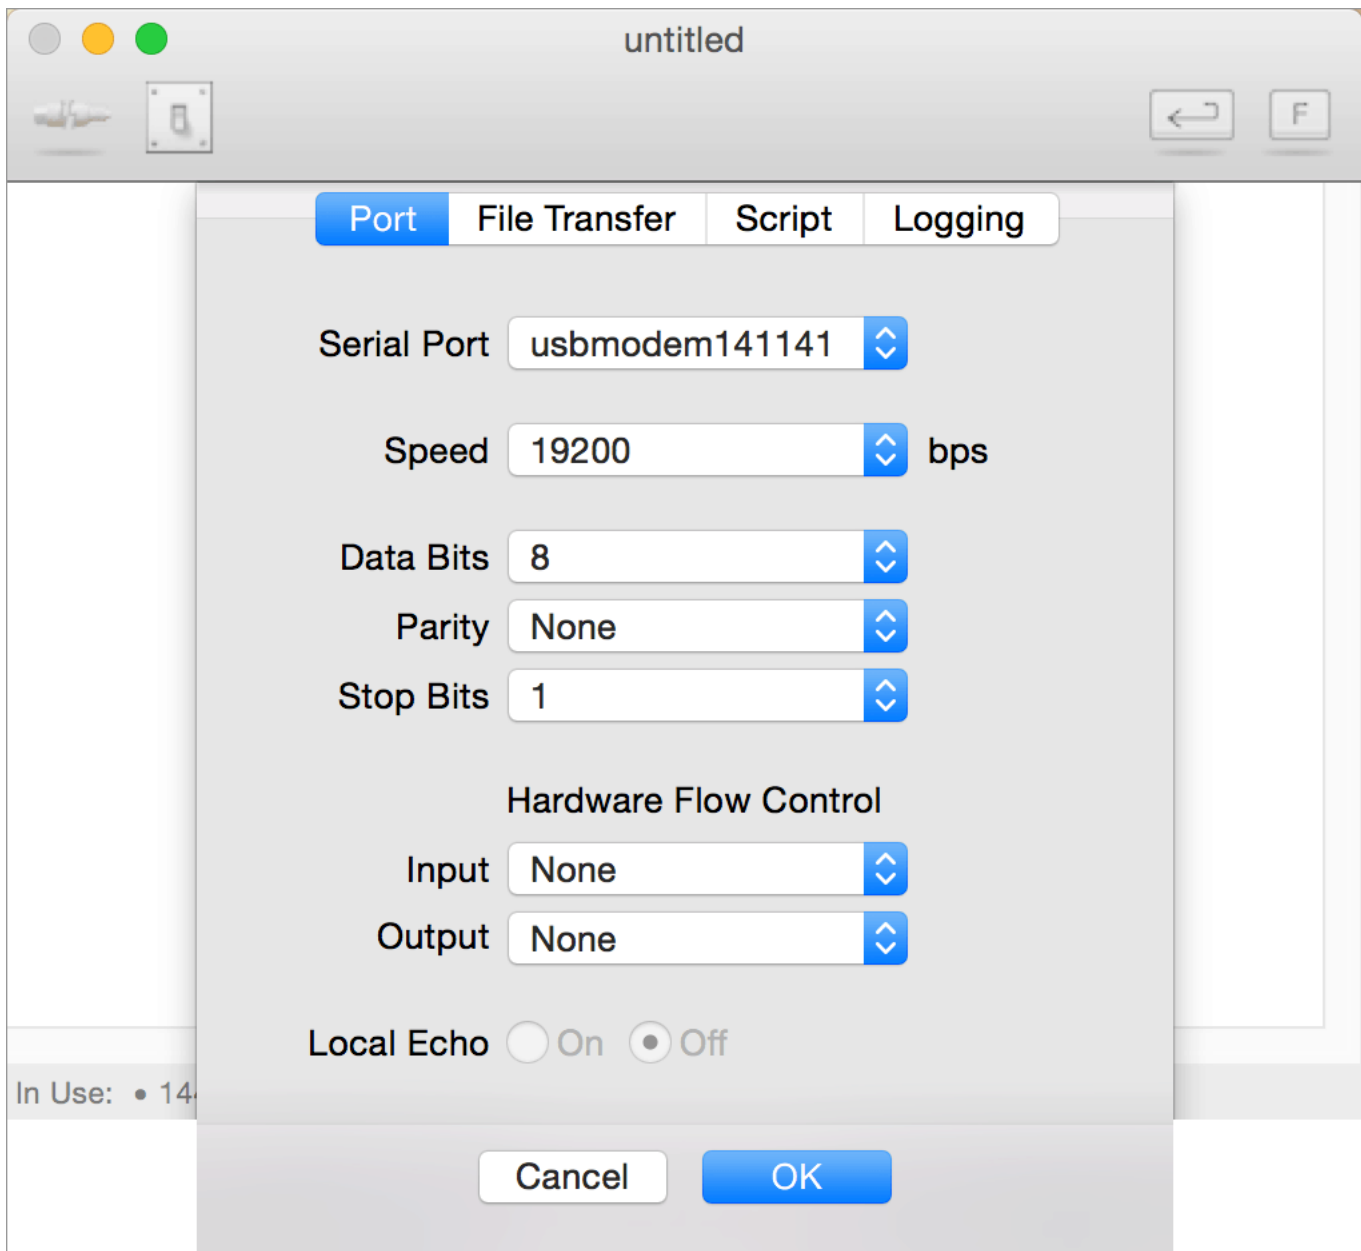 untitled
F
Port File Transfer Script Logging
Serial Port usbmodem141141
Speed 19200 bps
Data Bits 8
Parity None
Stop Bits 1
Hardware Flow Control
Input None
Output None
Local Echo On Off
In Use: • 14
Cancel OK